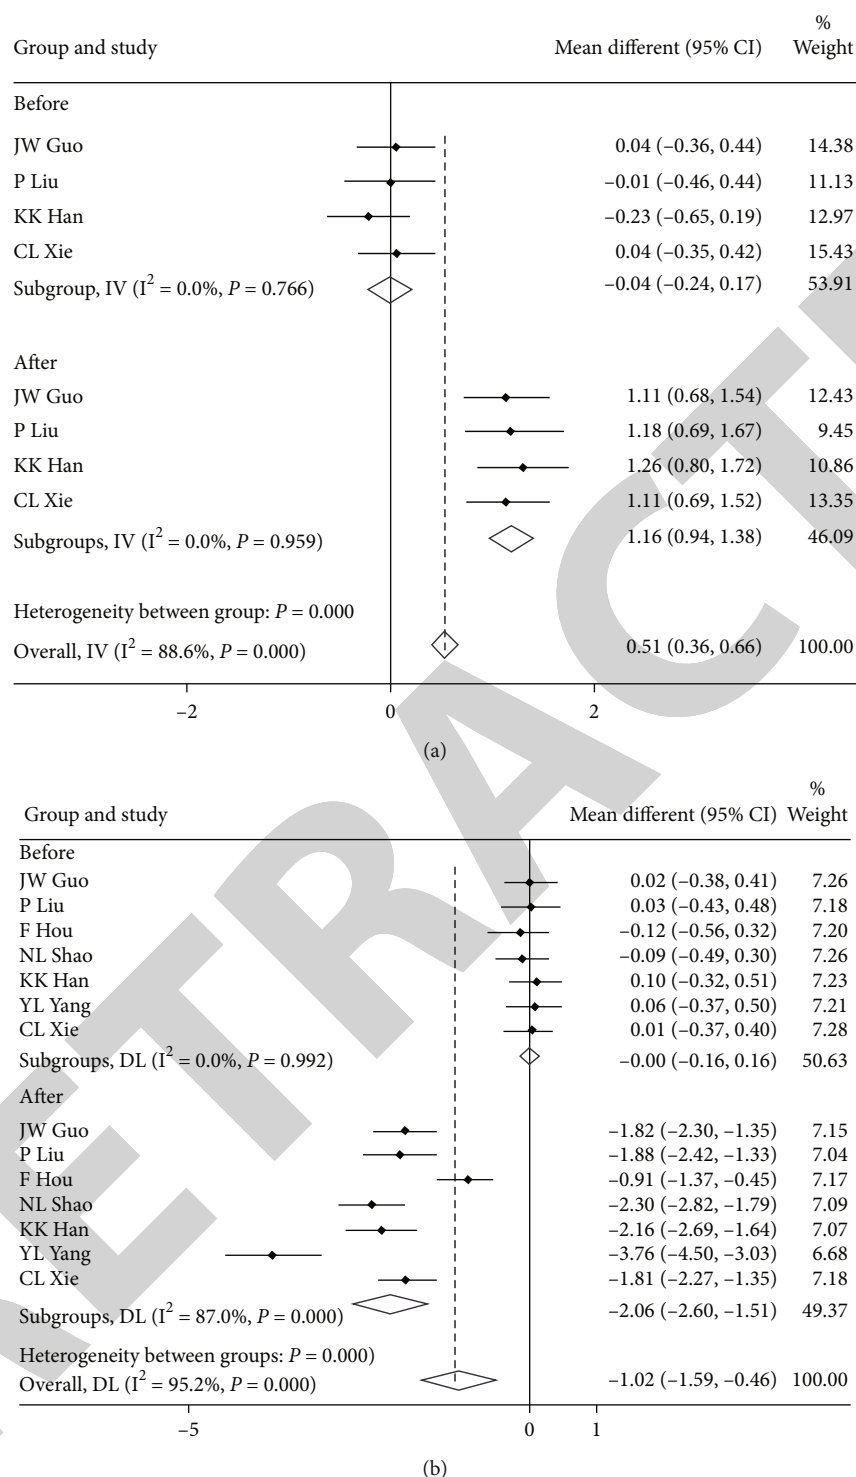 %
Group and study Mean different (95% CI) Weight
Before
JW Guo 0.04 (–0.36, 0.44) 14.38
P Liu –0.01 (–0.46, 0.44) 11.13
KK Han –0.23 (–0.65, 0.19) 12.97
CL Xie 0.04 (–0.35, 0.42) 15.43
Subgroup, IV (I² = 0.0%, P = 0.766) –0.04 (–0.24, 0.17) 53.91
After
JW Guo 1.11 (0.68, 1.54) 12.43
P Liu 1.18 (0.69, 1.67) 9.45
KK Han 1.26 (0.80, 1.72) 10.86
CL Xie 1.11 (0.69, 1.52) 13.35
Subgroups, IV (I² = 0.0%, P = 0.959) 1.16 (0.94, 1.38) 46.09
Heterogeneity between group: P = 0.000
Overall, IV (I² = 88.6%, P = 0.000) 0.51 (0.36, 0.66) 100.00
–2 0 2
(a)
%
Group and study Mean different (95% CI) Weight
Before
JW Guo 0.02 (–0.38, 0.41) 7.26
P Liu 0.03 (–0.43, 0.48) 7.18
F Hou –0.12 (–0.56, 0.32) 7.20
NL Shao –0.09 (–0.49, 0.30) 7.26
KK Han 0.10 (–0.32, 0.51) 7.23
YL Yang 0.06 (–0.37, 0.50) 7.21
CL Xie 0.01 (–0.37, 0.40) 7.28
Subgroups, DL (I² = 0.0%, P = 0.992) –0.00 (–0.16, 0.16) 50.63
After
JW Guo –1.82 (–2.30, –1.35) 7.15
P Liu –1.88 (–2.42, –1.33) 7.04
F Hou –0.91 (–1.37, –0.45) 7.17
NL Shao –2.30 (–2.82, –1.79) 7.09
KK Han –2.16 (–2.69, –1.64) 7.07
YL Yang –3.76 (–4.50, –3.03) 6.68
CL Xie –1.81 (–2.27, –1.35) 7.18
Subgroups, DL (I² = 87.0%, P = 0.000) –2.06 (–2.60, –1.51) 49.37
Heterogeneity between groups: P = 0.000)
Overall, DL (I² = 95.2%, P = 0.000) –1.02 (–1.59, –0.46) 100.00
–5 0 1
(b)
RETRACT